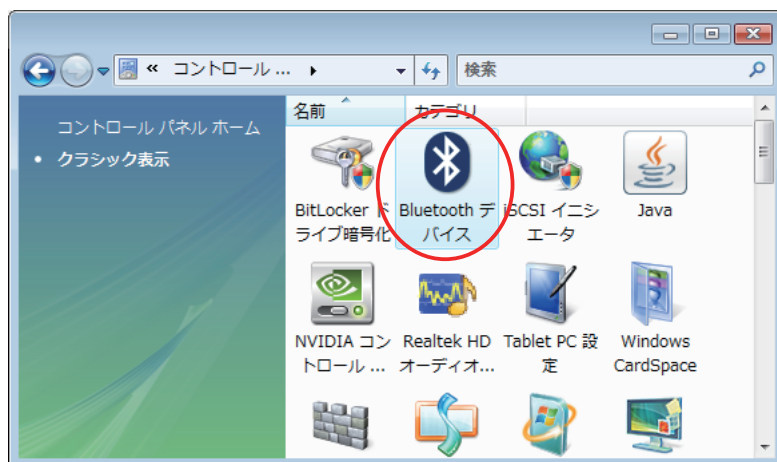 « コントロール ...
検索
コントロール パネル ホーム
• クラシック表示
名前
カテゴリ
BitLocker ド
ライブ暗号化
Bluetooth デ
バイス
iSCSI イニシ
エータ
Java
NVIDIA コン
トロール ...
Realtek HD
オーディオ...
Tablet PC 設
定
Windows
CardSpace